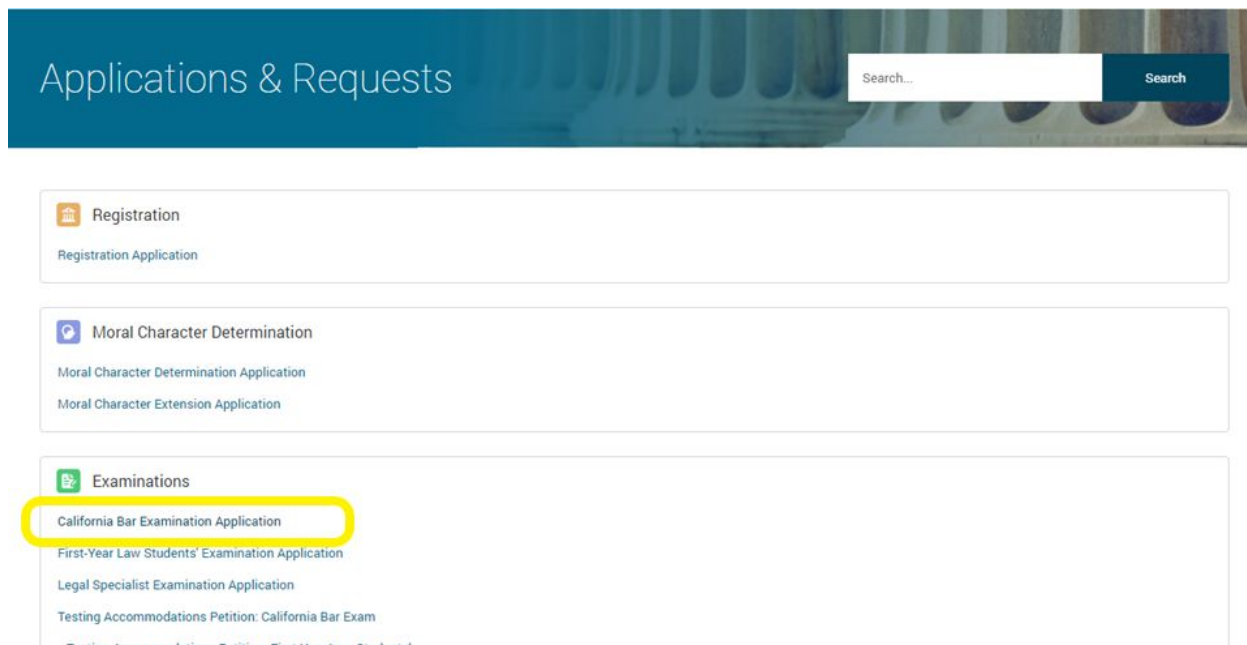 Applications & Requests
Search...
Search
Registration
Registration Application
Moral Character Determination
Moral Character Determination Application
Moral Character Extension Application
Examinations
California Bar Examination Application
First-Year Law Students' Examination Application
Legal Specialist Examination Application
Testing Accommodations Petition: California Bar Exam